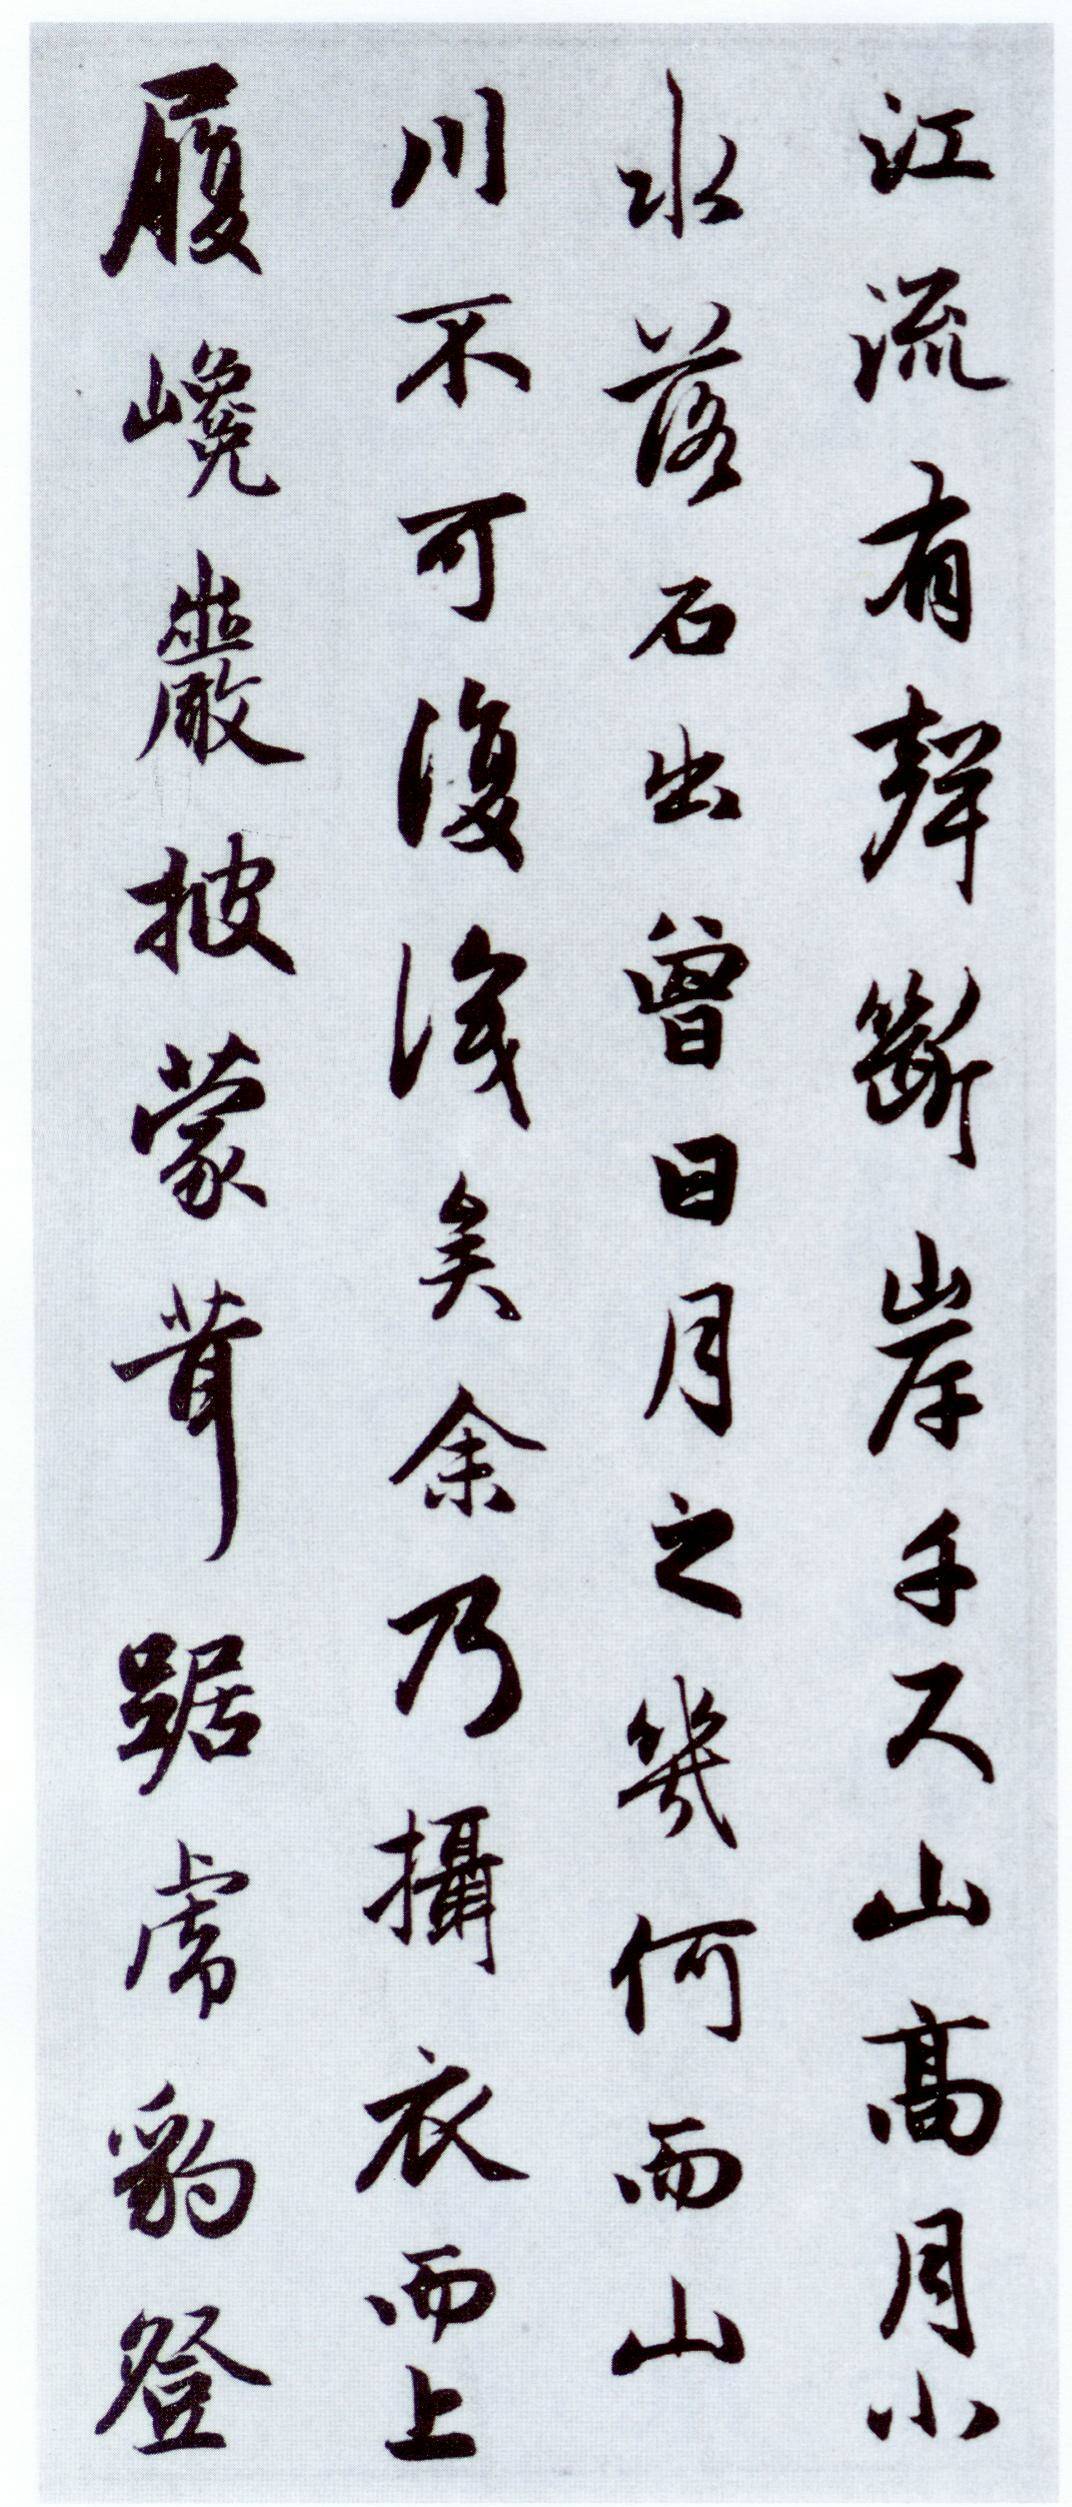 江流有聲斷岸千尺山高月小
水落石出曾日月之幾何而山
川不可復識矣余乃攝衣而上
履巉巖披蒙茸踞虎豹登